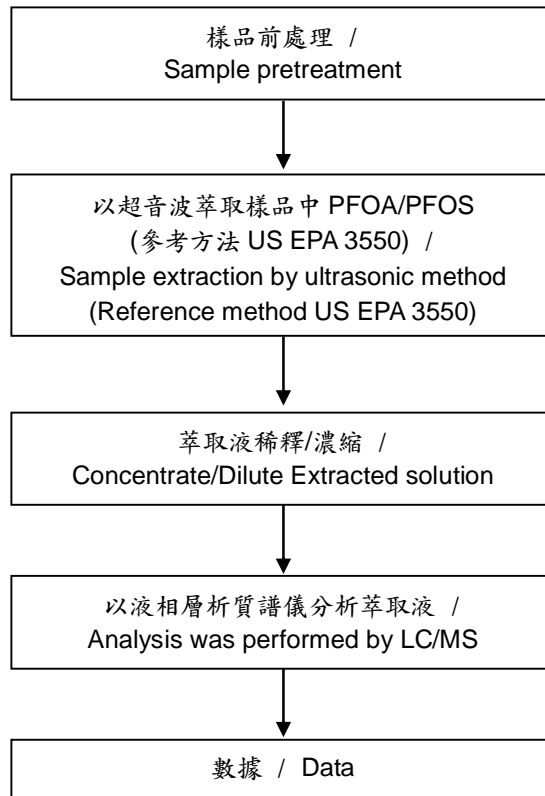 樣品前處理 /
Sample pretreatment
以超音波萃取樣品中 PFOA/PFOS
(參考方法 US EPA 3550) /
Sample extraction by ultrasonic method
(Reference method US EPA 3550)
萃取液稀釋/濃縮 /
Concentrate/Dilute Extracted solution
以液相層析質譜儀分析萃取液 /
Analysis was performed by LC/MS
數據 / Data